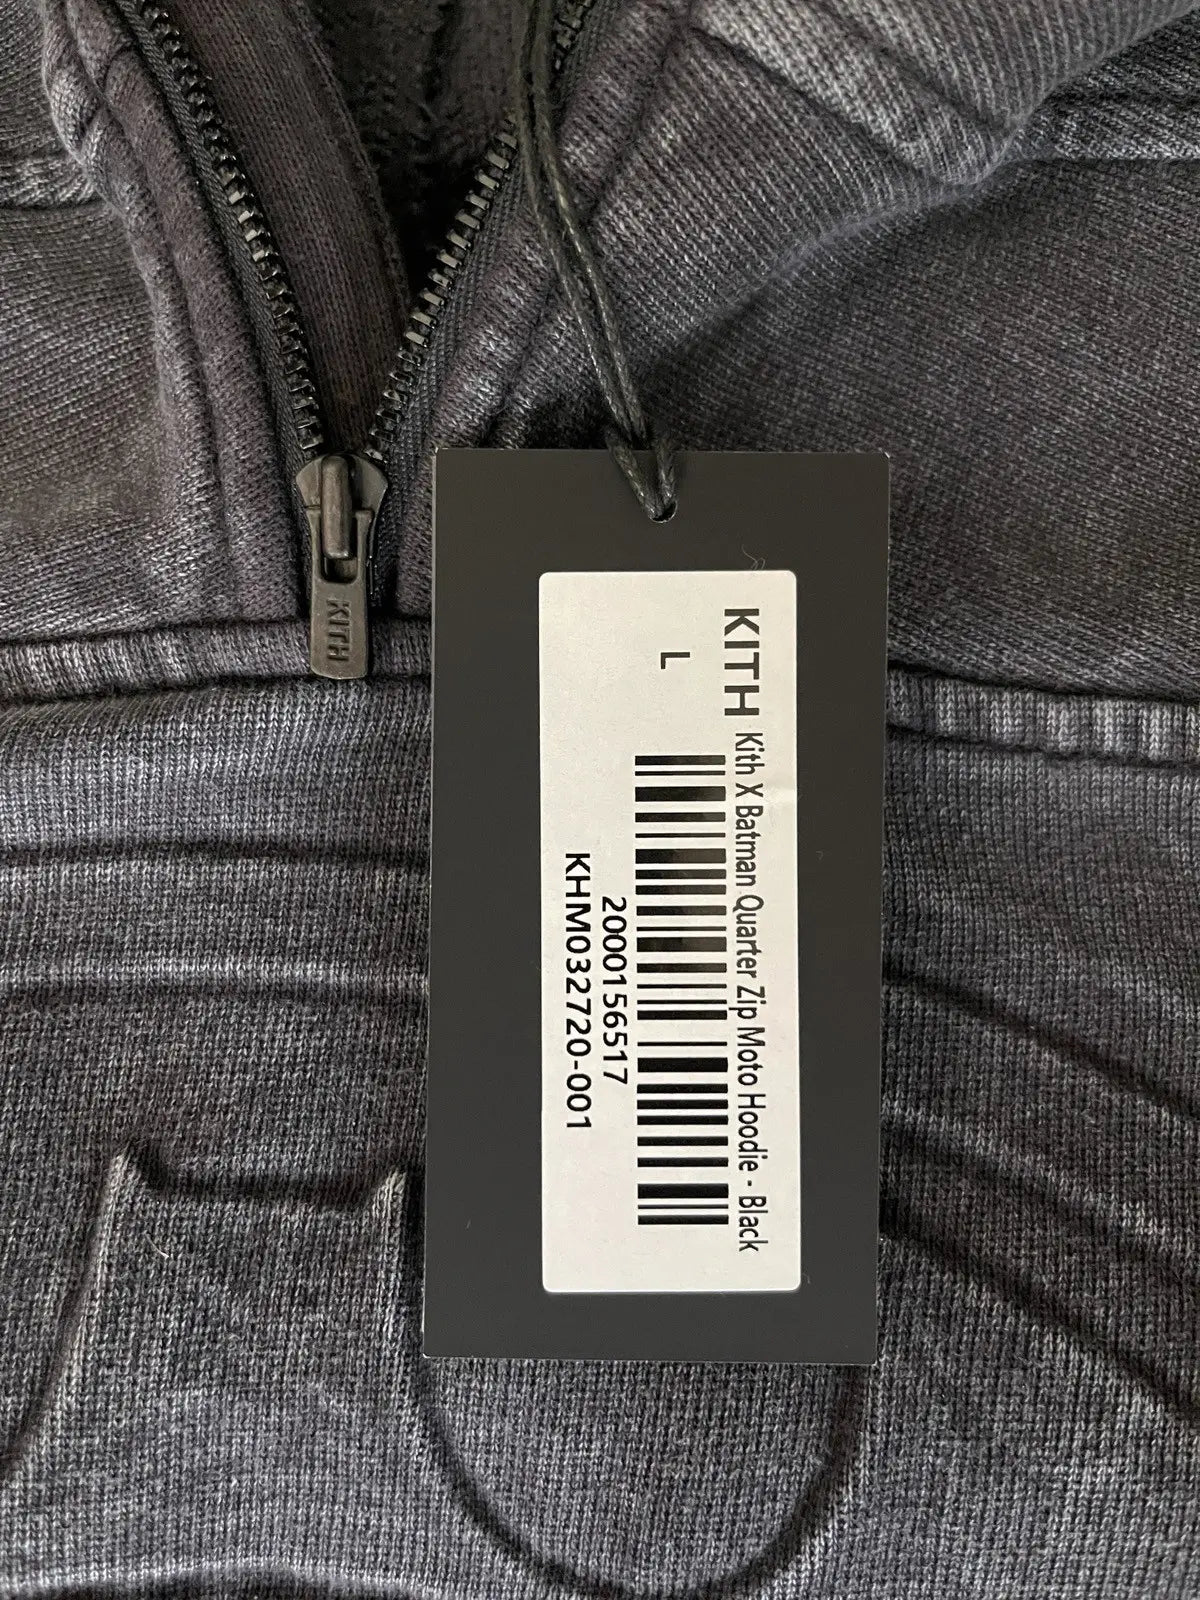 KITH
KITH Kith X Batman Quarter Zip Moto Hoodie - Black
L
2000156517
KHM032720-001